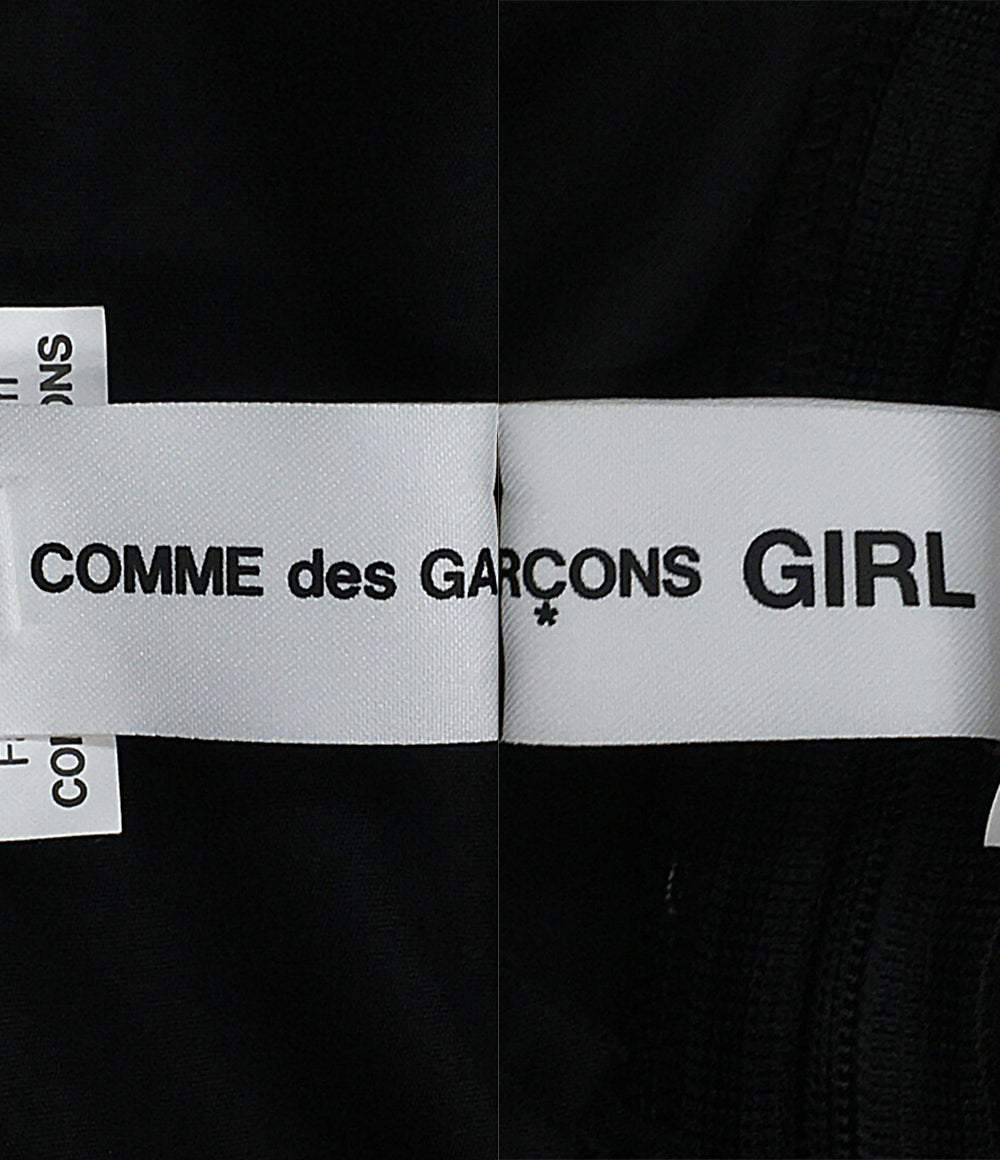 COMME des GARÇONS GIRL
*